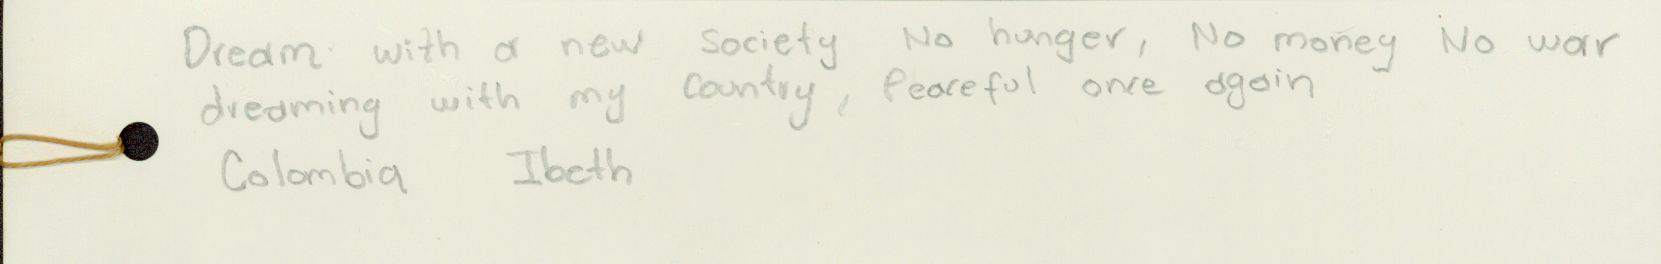 Dream with a new society No hunger, No money No war
dreaming with my country, Peaceful once again
Colombia Ibeth